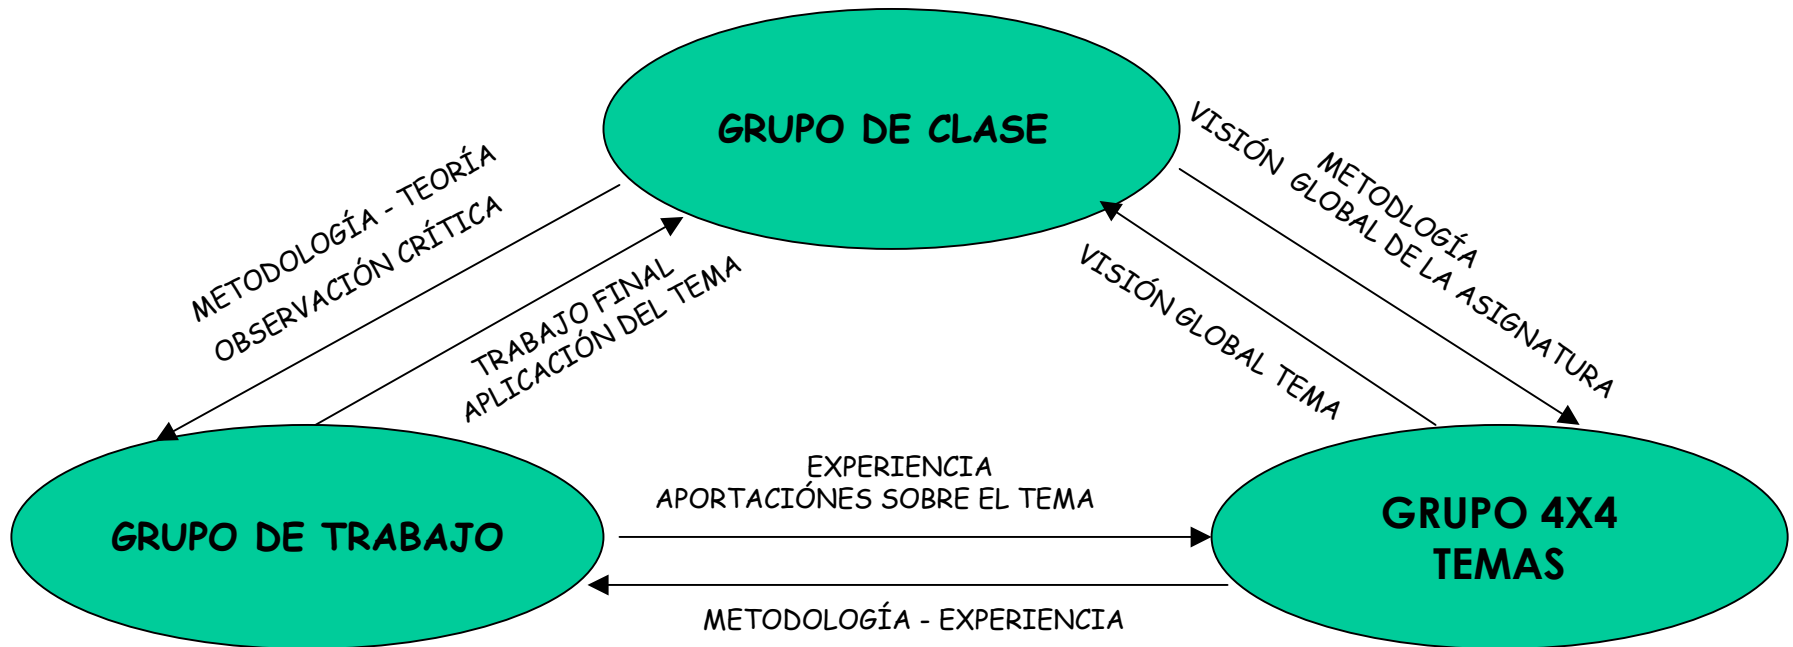 GRUPO DE CLASE
METODOLOGÍA - TEORÍA
OBSERVACIÓN CRÍTICA
TRABAJO FINAL
APLICACIÓN DEL TEMA
METODLOGÍA
VISIÓN GLOBAL DE LA ASIGNATURA
VISIÓN GLOBAL TEMA
EXPERIENCIA
APORTACIÓNES SOBRE EL TEMA
GRUPO DE TRABAJO
GRUPO 4X4
TEMAS
METODOLOGÍA - EXPERIENCIA